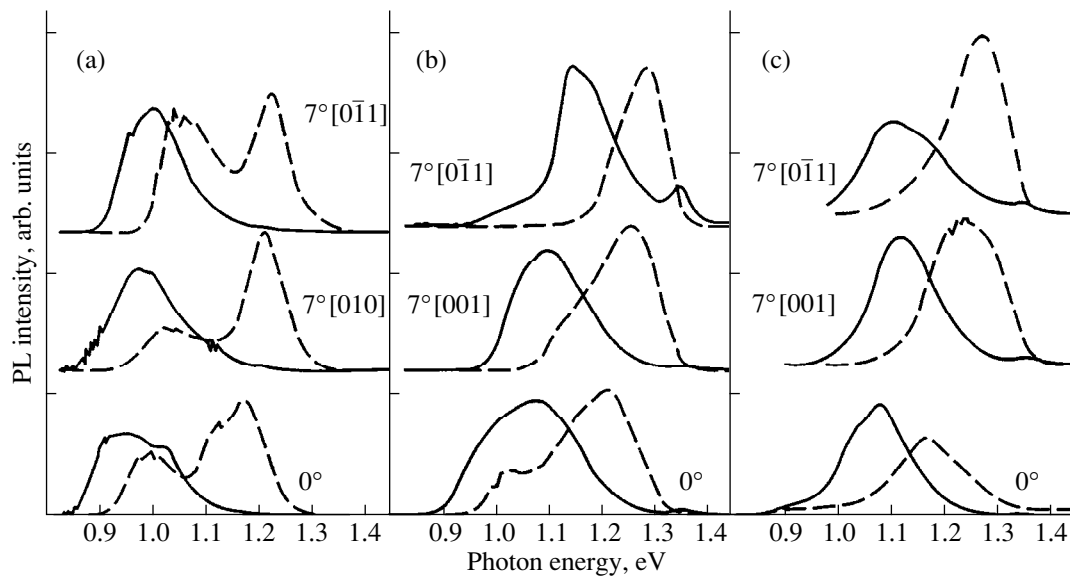 (a)
(b)
(c)
7°[01̄1]
7°[01̄1]
7°[01̄1]
7°[010]
7°[001]
7°[001]
0°
0°
0°
PL intensity, arb. units
0.9 1.0 1.1 1.2 1.3
0.9 1.0 1.1 1.2 1.3 1.4
0.9 1.0 1.1 1.2 1.3 1.4
Photon energy, eV